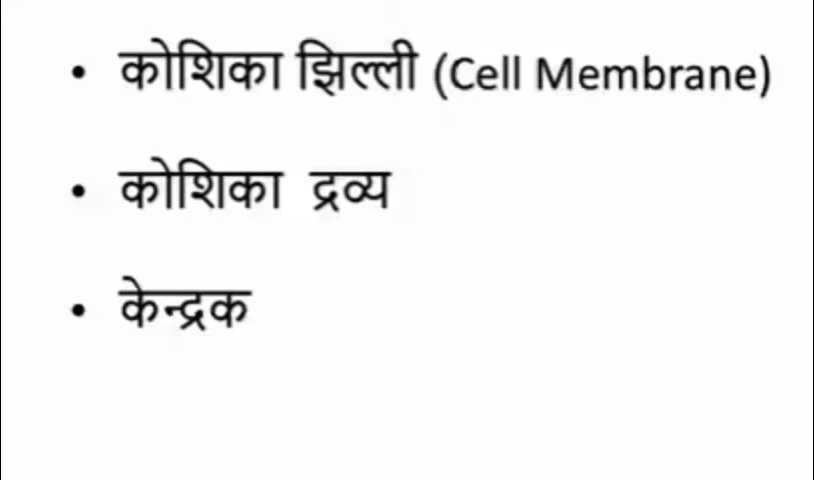 • कोशिका झिल्ली (Cell Membrane)
• कोशिका द्रव्य
• केन्द्रक